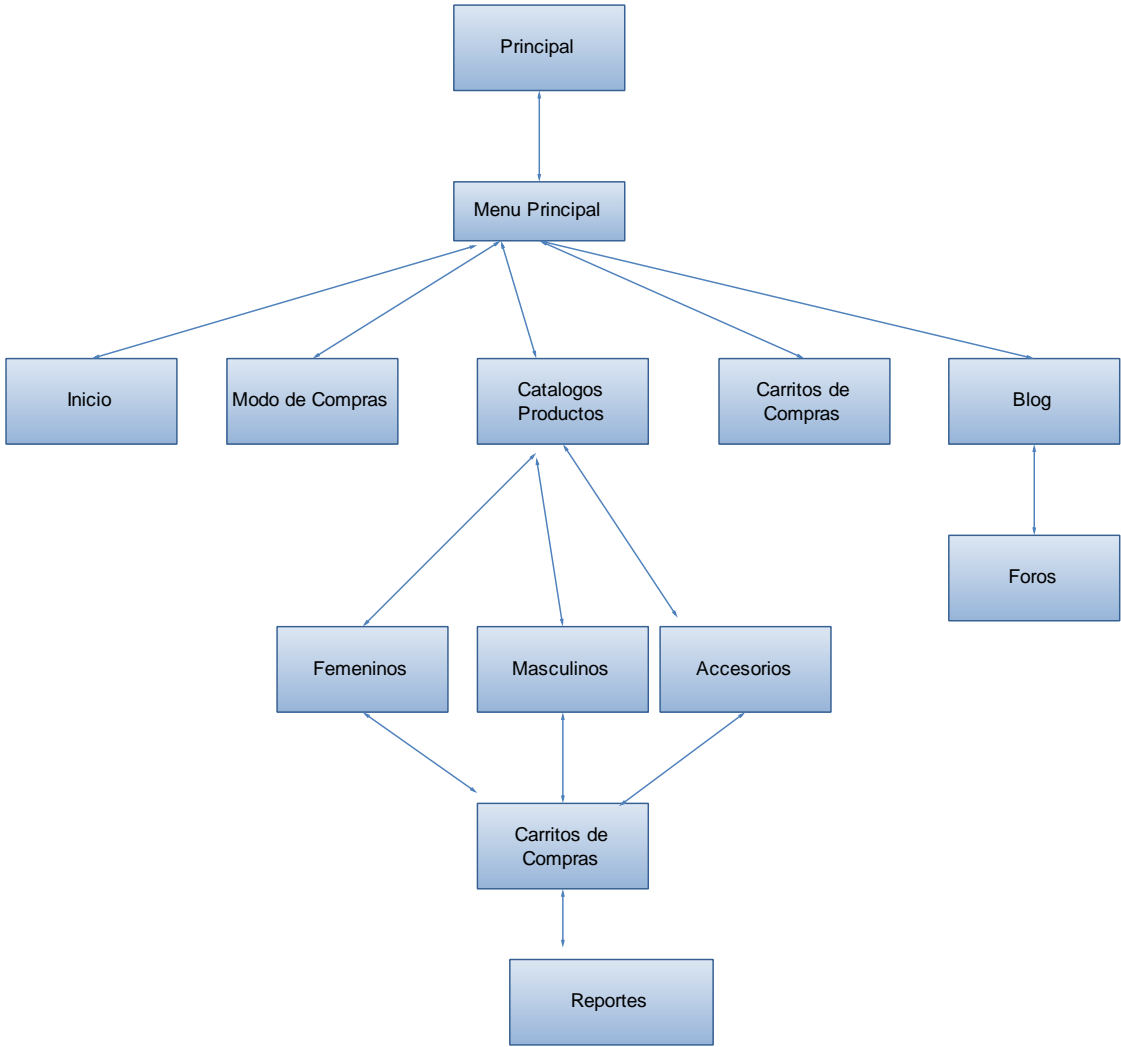 Principal
Menu Principal
Inicio
Modo de Compras
Catalogos
Productos
Carritos de
Compras
Blog
Foros
Femeninos
Masculinos
Accesorios
Carritos de
Compras
Reportes